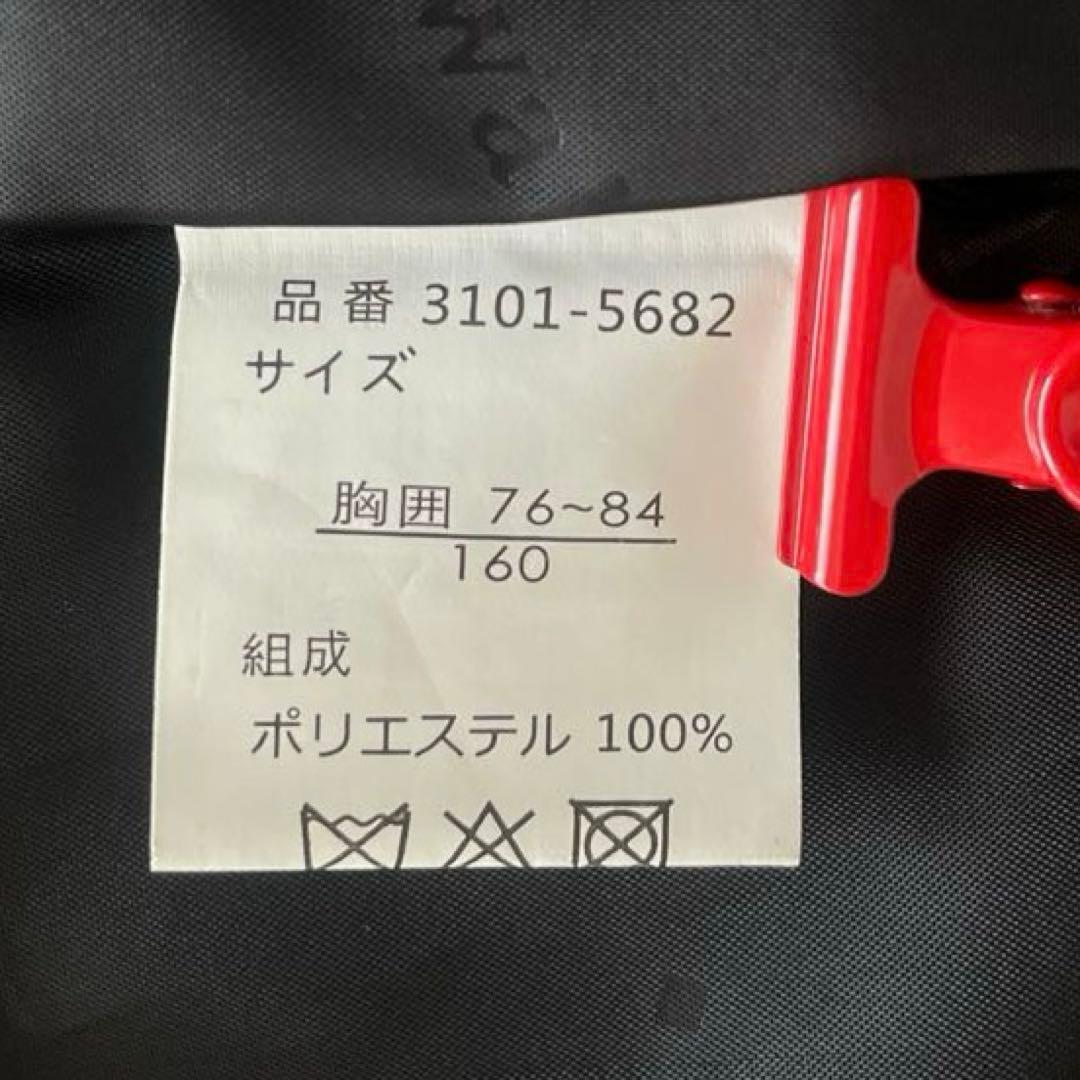 品番 3101-5682
サイズ
胸囲 76~84
160
組成
ポリエステル 100%